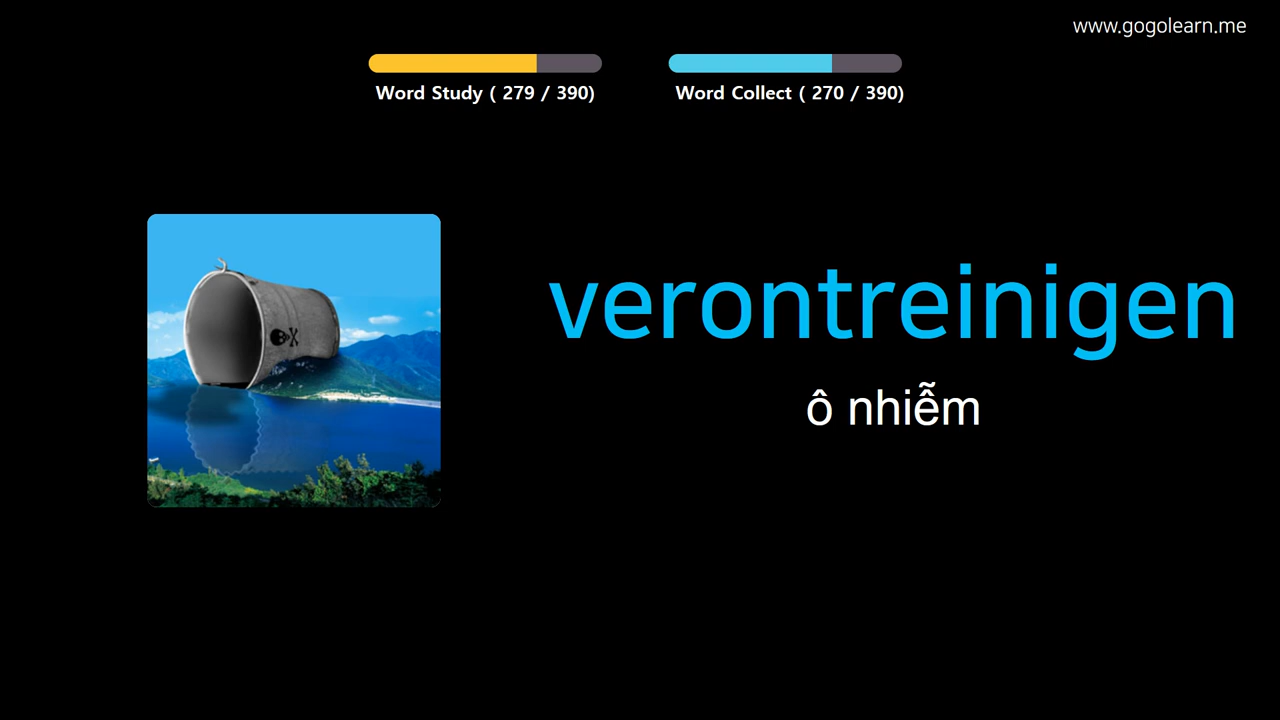 www.gogolearn.me
Word Study ( 279 / 390)
Word Collect ( 270 / 390)
verontreinigen
ô nhiễm